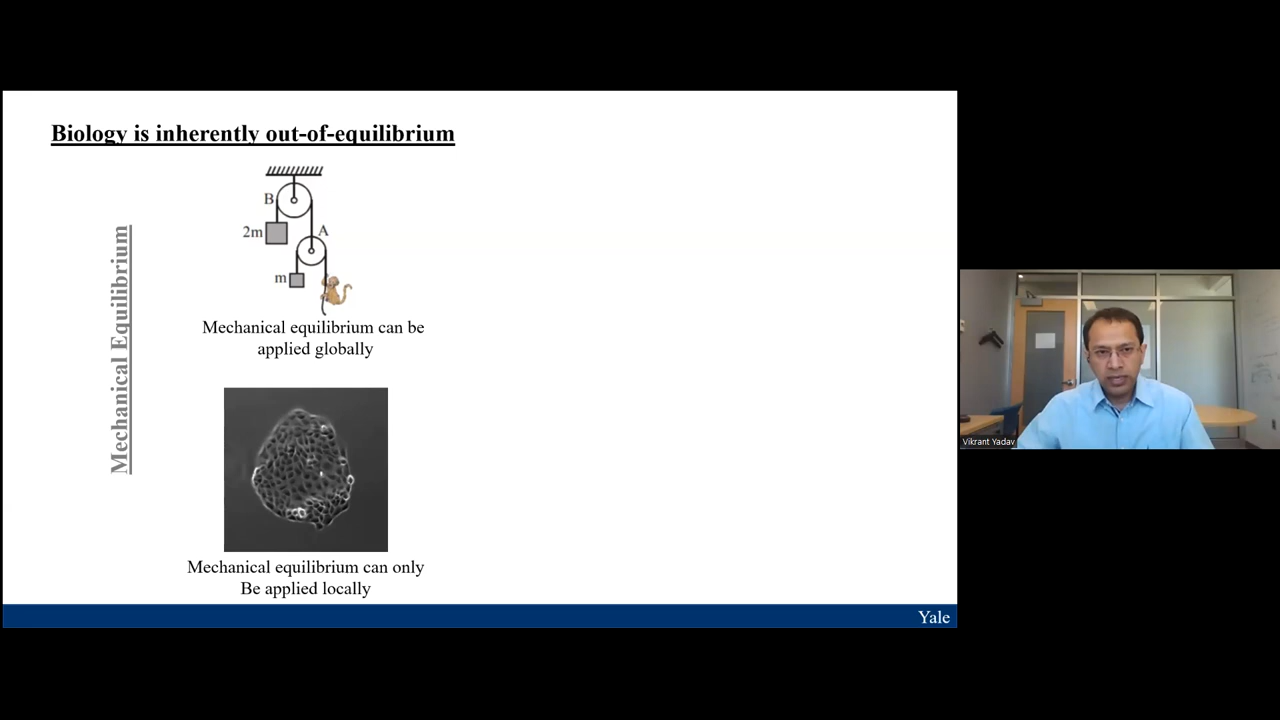 Biology is inherently out-of-equilibrium
Mechanical Equilibrium
B
2m
A
m
Mechanical equilibrium can be
applied globally
Mechanical equilibrium can only
Be applied locally
Yale
Vikrant Yadav